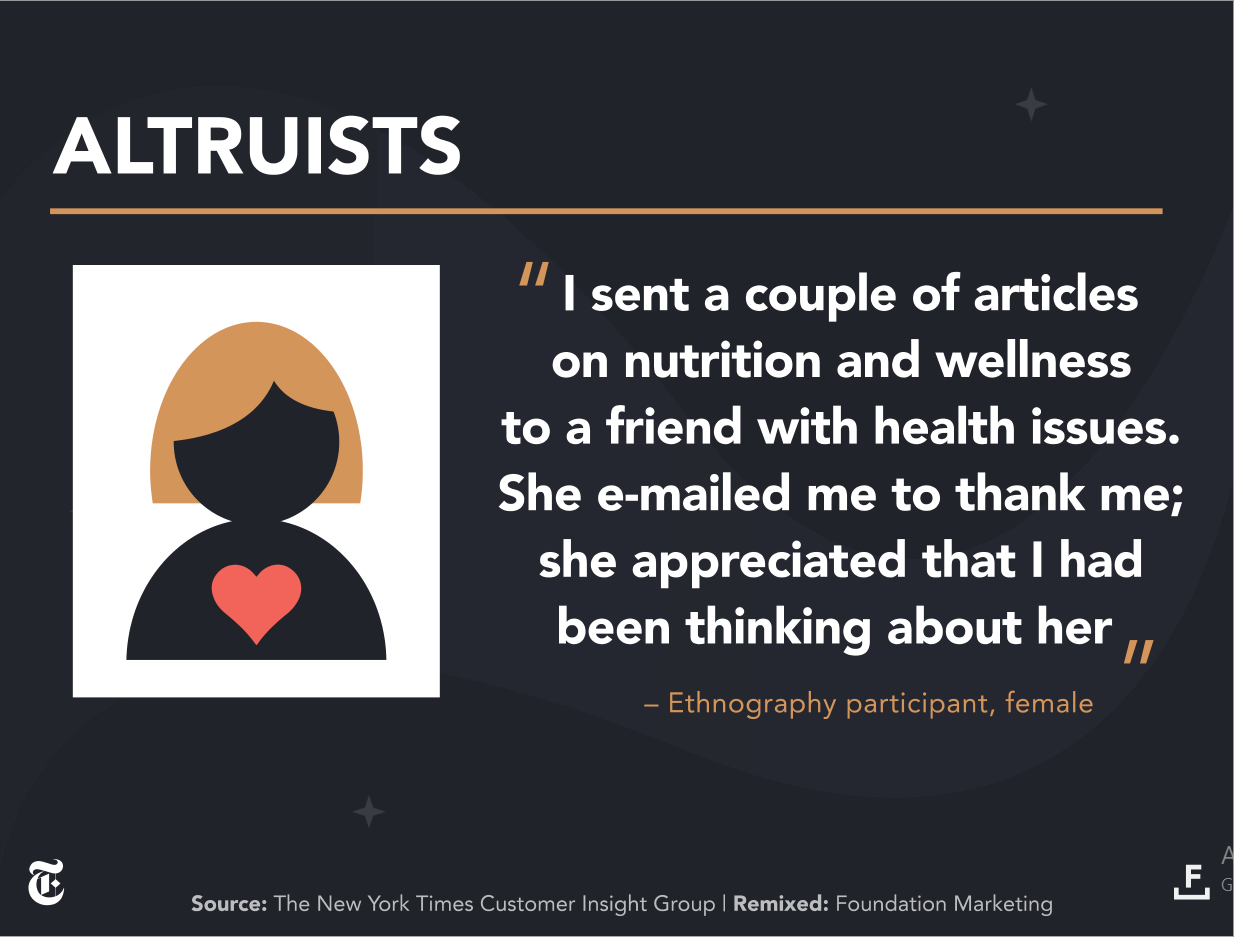 ALTRUISTS
" I sent a couple of articles
on nutrition and wellness
to a friend with health issues.
She e-mailed me to thank me;
she appreciated that I had
been thinking about her "
– Ethnography participant, female
T
F
A
G
Source: The New York Times Customer Insight Group | Remixed: Foundation Marketing